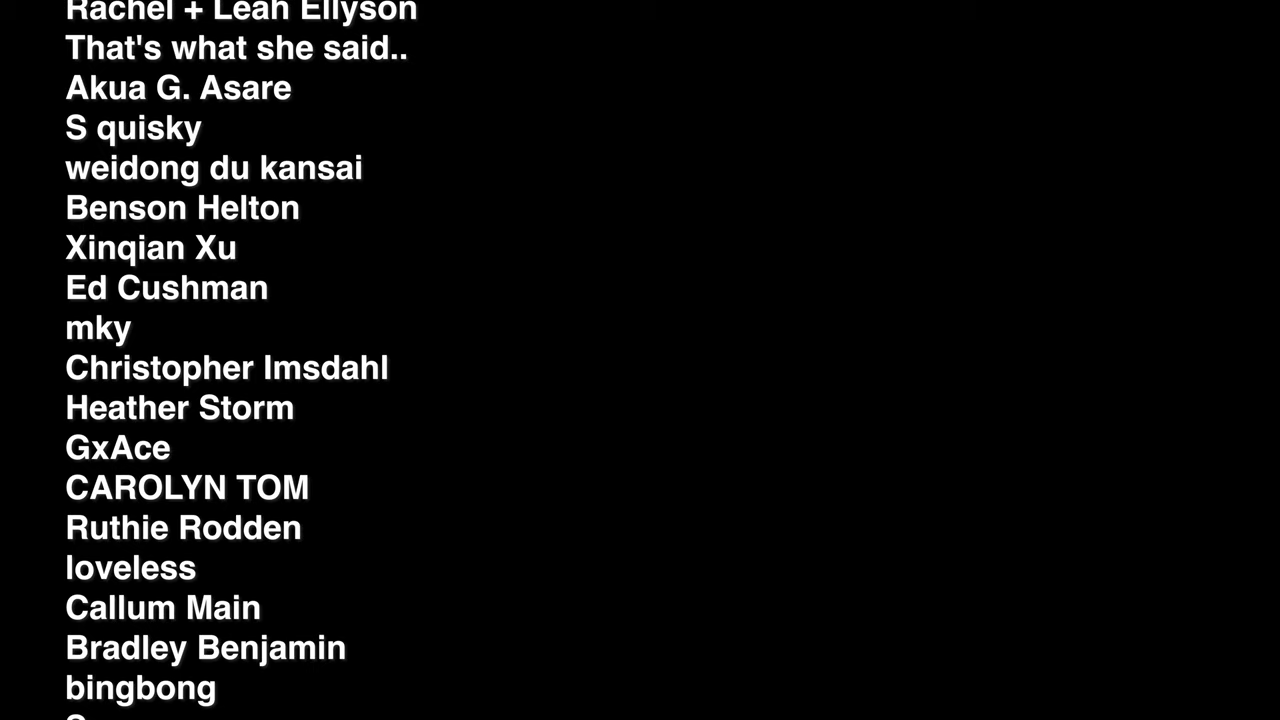 Rachel + Leah Ellyson
That's what she said..
Akua G. Asare
S quisky
weidong du kansai
Benson Helton
Xinqian Xu
Ed Cushman
mky
Christopher Imsdahl
Heather Storm
GxAce
CAROLYN TOM
Ruthie Rodden
loveless
Callum Main
Bradley Benjamin
bingbong